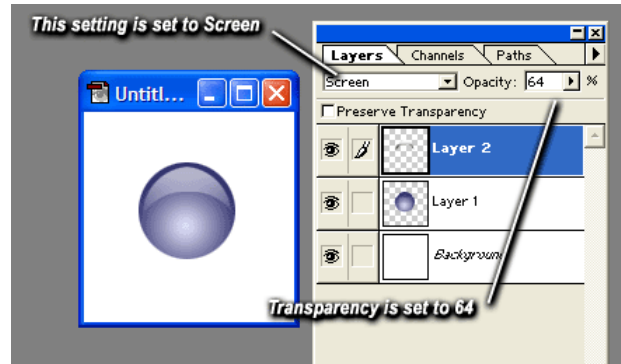 This setting is set to Screen
Layers Channels Paths
Screen Opacity: 64 %
Untitl...
Preserve Transparency
Layer 2
Layer 1
Background
Transparency is set to 64